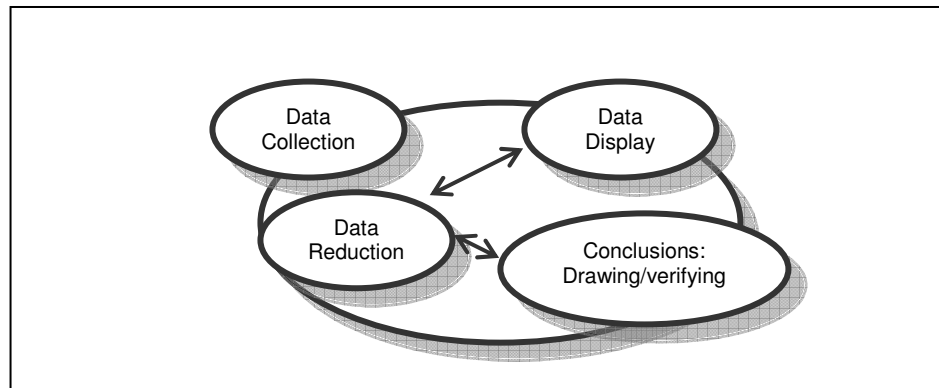 Data
Collection
Data
Display
Data
Reduction
Conclusions:
Drawing/verifying